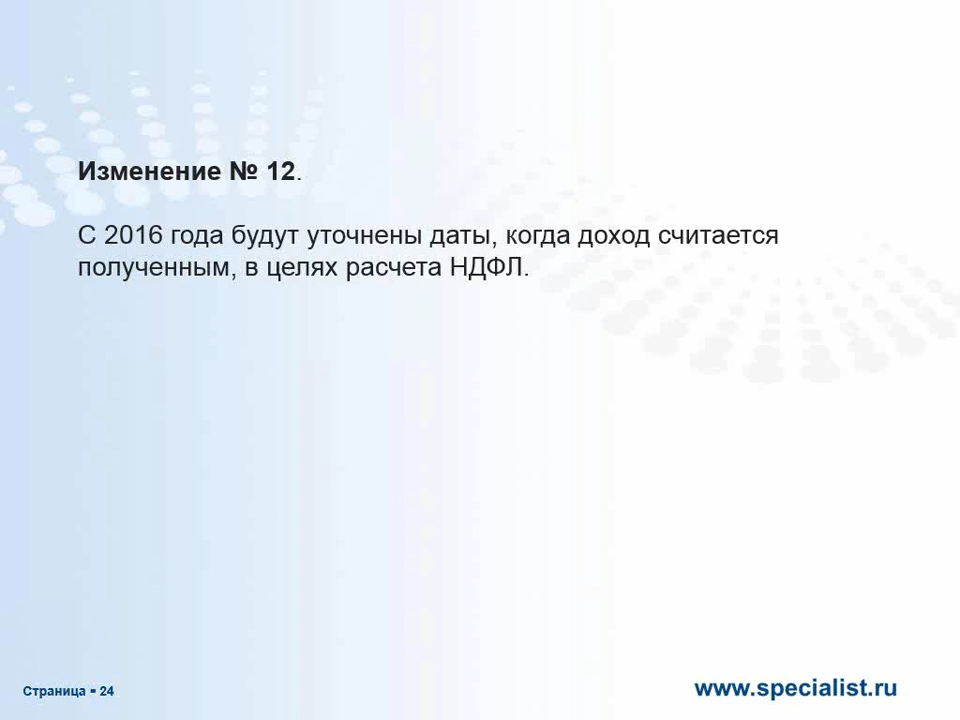 Изменение № 12.
С 2016 года будут уточнены даты, когда доход считается
полученным, в целях расчета НДФЛ.
Страница ▪ 24
www.specialist.ru